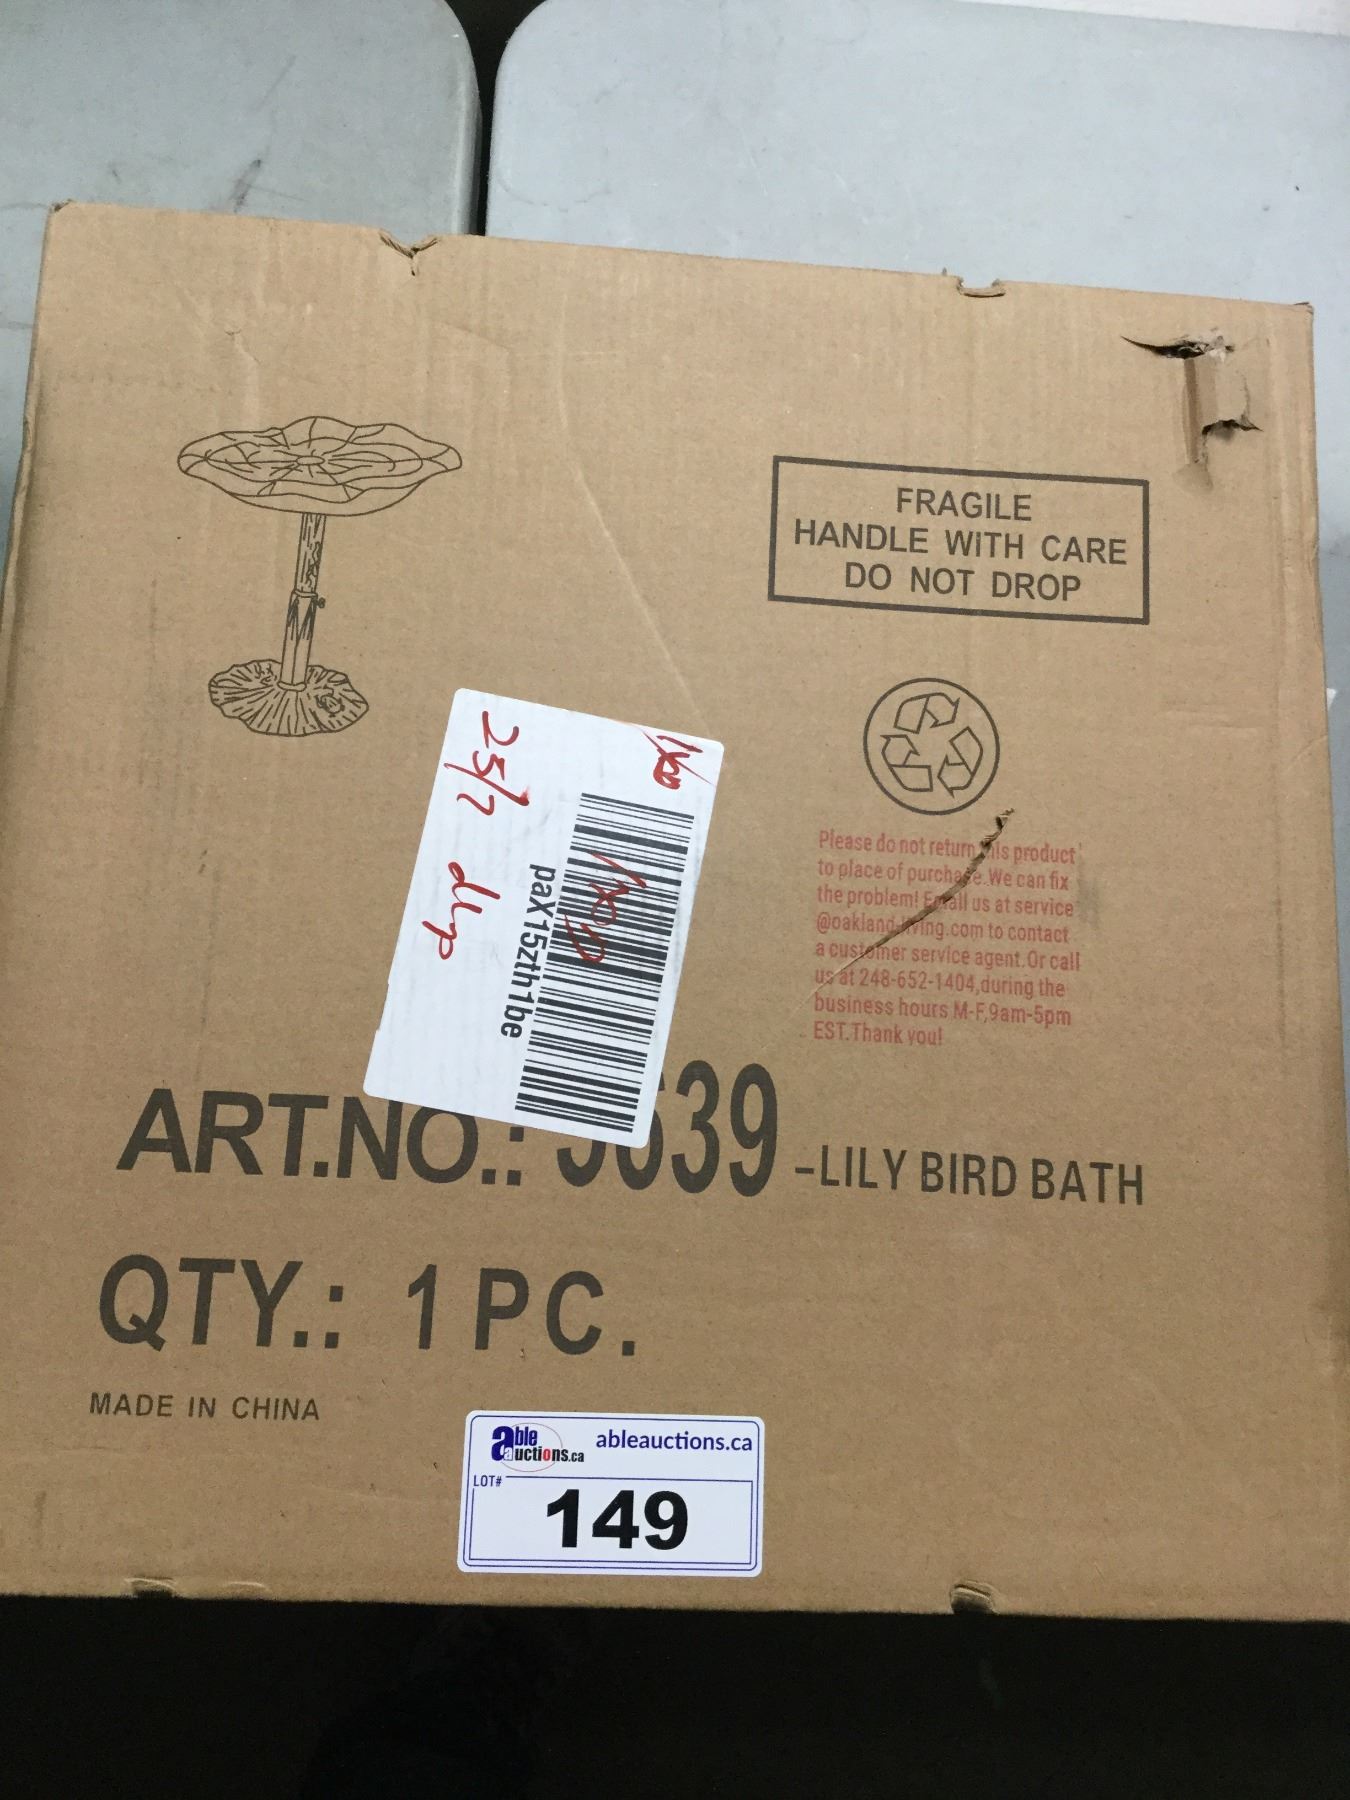 FRAGILE
HANDLE WITH CARE
DO NOT DROP
Please do not return this product
to place of purchase.We can fix
the problem! Email us at service
@oakland-living.com to contact
a customer service agent.Or call
us at 248-652-1404,during the
business hours M-F,9am-5pm
EST.Thank you!
25/7
paX15zth1be
ART.NO.: 5639 -LILY BIRD BATH
QTY.: 1 PC.
MADE IN CHINA
able auctions.ca
ableauctions.ca
LOT#
149